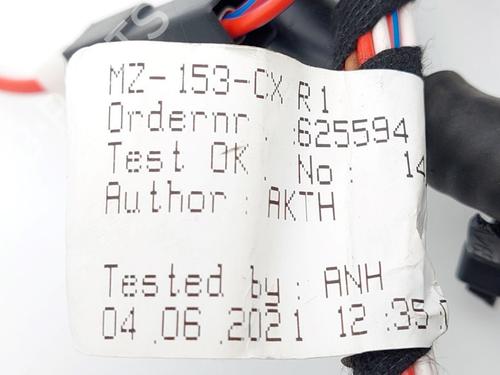 MZ-153-CX R1
Ordernr. 625594
Test OK. No: 14
Author: AKTH
Tested by: ANH
04.06.2021 12:35: